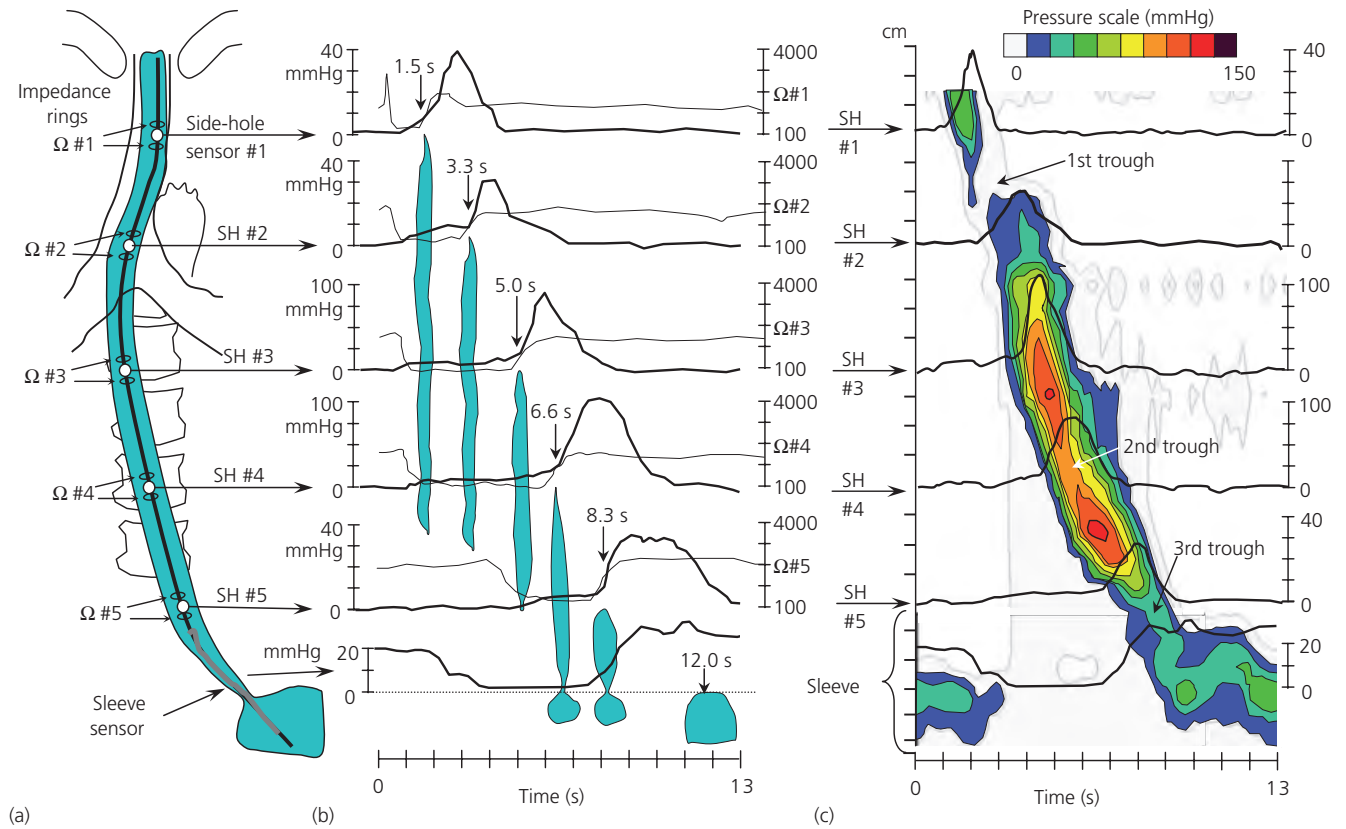 Impedance
rings
Ω #1
Side-hole
sensor #1
Ω #2
SH #2
Ω #3
SH #3
Ω #4
SH #4
Ω #5
SH #5
mmHg
Sleeve
sensor
(a)
40
mmHg
0
1.5 s
4000
Ω#1
100
40
mmHg
0
3.3 s
4000
Ω#2
100
100
mmHg
0
5.0 s
4000
Ω#3
100
100
mmHg
0
6.6 s
4000
Ω#4
100
40
mmHg
0
8.3 s
4000
Ω#5
100
20
0
12.0 s
0
Time (s)
13
(b)
cm
Pressure scale (mmHg)
0
150
SH
#1
40
0
1st trough
SH
#2
40
0
SH
#3
100
0
2nd trough
SH
#4
100
0
3rd trough
SH
#5
40
0
Sleeve
20
0
0
Time (s)
13
(c)